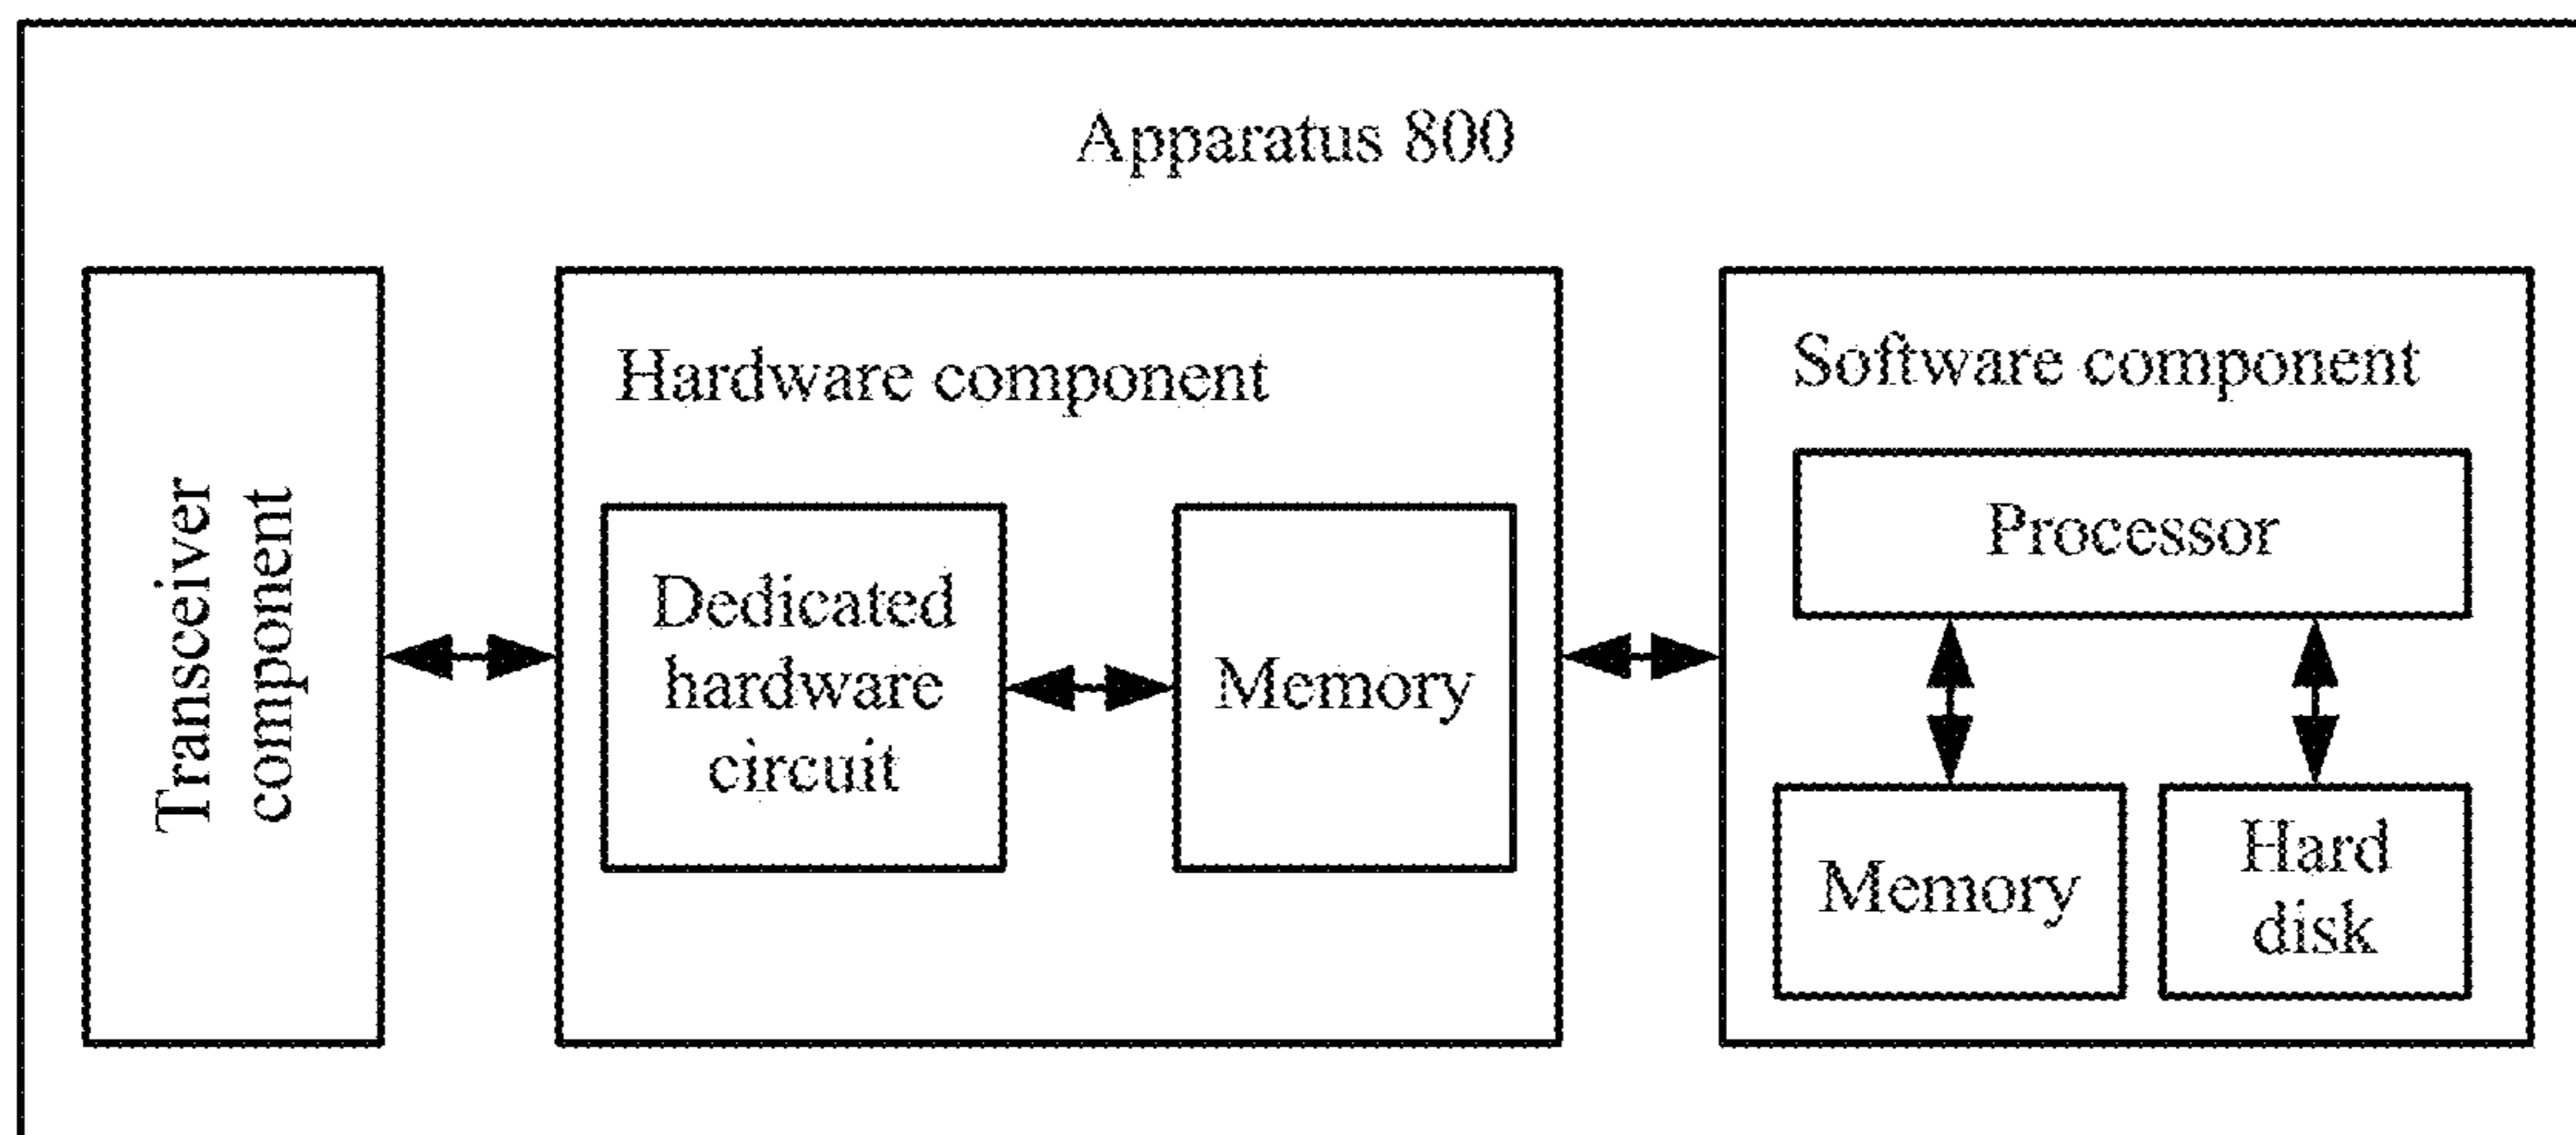 Apparatus 800
Transceiver
component
Hardware component
Dedicated
hardware
circuit
Memory
Software component
Processor
Memory
Hard
disk